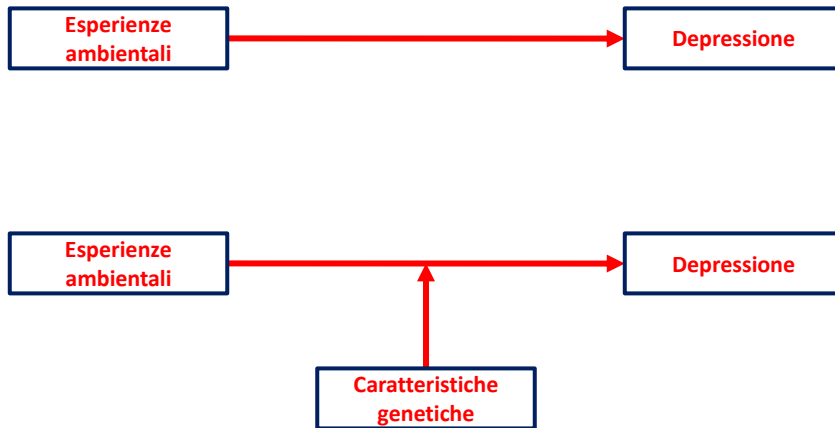 Esperienze
ambientali
Depressione
Esperienze
ambientali
Depressione
Caratteristiche
genetiche